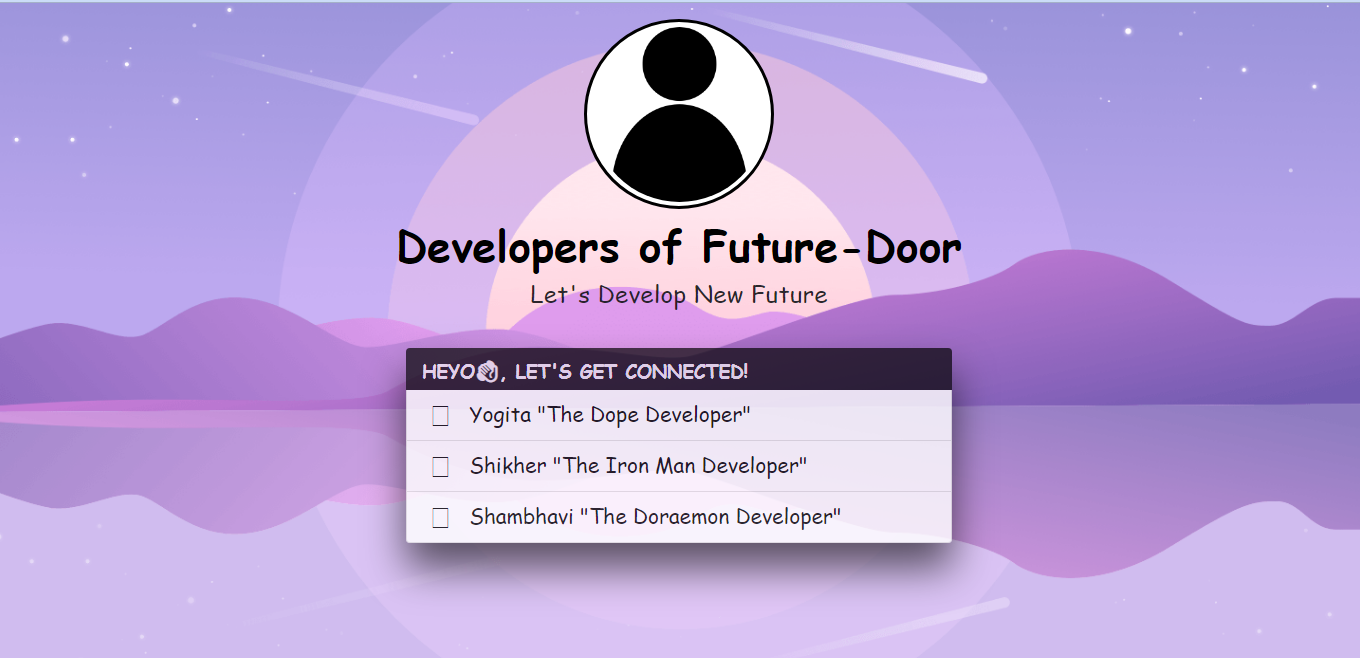 Developers of Future-Door
Let's Develop New Future
HEYO👋, LET'S GET CONNECTED!
Yogita "The Dope Developer"
Shikher "The Iron Man Developer"
Shambhavi "The Doraemon Developer"